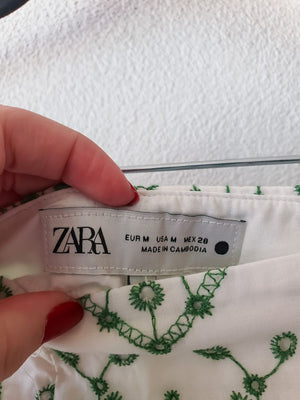 ZARA
EUR M USA M MEX 28
MADE IN CAMBODIA